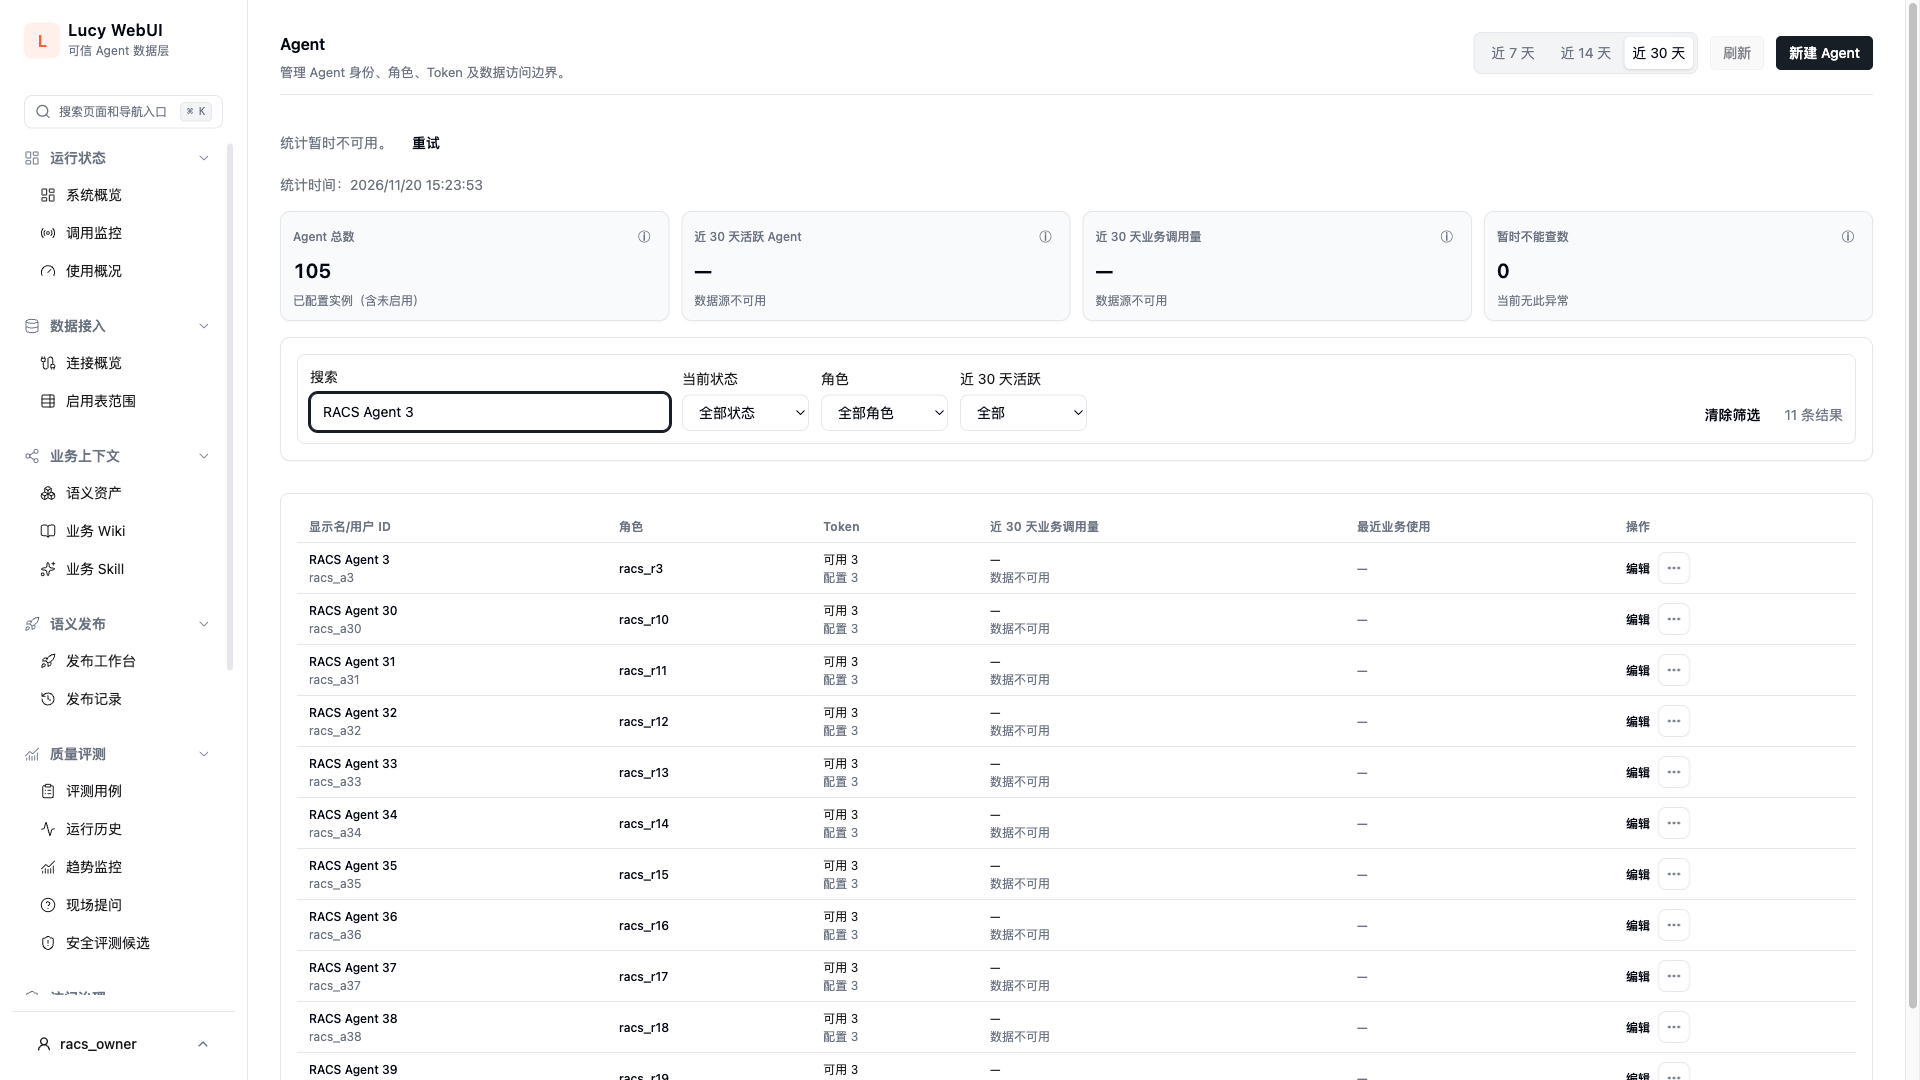 L
Lucy WebUI
可信 Agent 数据层
搜索页面和导航入口 ⌘ K
运行状态
系统概览
调用监控
使用概况
数据接入
连接概览
启用表范围
业务上下文
语义资产
业务 Wiki
业务 Skill
语义发布
发布工作台
发布记录
质量评测
评测用例
运行历史
趋势监控
现场提问
安全评测候选
racs_owner
Agent
管理 Agent 身份、角色、Token 及数据访问边界。
近 7 天 近 14 天 近 30 天 刷新 新建 Agent
统计暂时不可用。 重试
统计时间：2026/11/20 15:23:53
Agent 总数
105
已配置实例（含未启用）
近 30 天活跃 Agent
—
数据源不可用
近 30 天业务调用量
—
数据源不可用
暂时不能查数
0
当前无此异常
搜索 当前状态 角色 近 30 天活跃
RACS Agent 3 全部状态 全部角色 全部 清除筛选 11 条结果
显示名/用户 ID 角色 Token 近 30 天业务调用量 最近业务使用 操作
RACS Agent 3 可用 3 —
racs_r3 — 编辑 ···
racs_a3 配置 3 数据不可用
RACS Agent 30 可用 3 —
racs_r10 — 编辑 ···
racs_a30 配置 3 数据不可用
RACS Agent 31 可用 3 —
racs_r11 — 编辑 ···
racs_a31 配置 3 数据不可用
RACS Agent 32 可用 3 —
racs_r12 — 编辑 ···
racs_a32 配置 3 数据不可用
RACS Agent 33 可用 3 —
racs_r13 — 编辑 ···
racs_a33 配置 3 数据不可用
RACS Agent 34 可用 3 —
racs_r14 — 编辑 ···
racs_a34 配置 3 数据不可用
RACS Agent 35 可用 3 —
racs_r15 — 编辑 ···
racs_a35 配置 3 数据不可用
RACS Agent 36 可用 3 —
racs_r16 — 编辑 ···
racs_a36 配置 3 数据不可用
RACS Agent 37 可用 3 —
racs_r17 — 编辑 ···
racs_a37 配置 3 数据不可用
RACS Agent 38 可用 3 —
racs_r18 — 编辑 ···
racs_a38 配置 3 数据不可用
RACS Agent 39 可用 3 —
racs_r19 编辑 ···